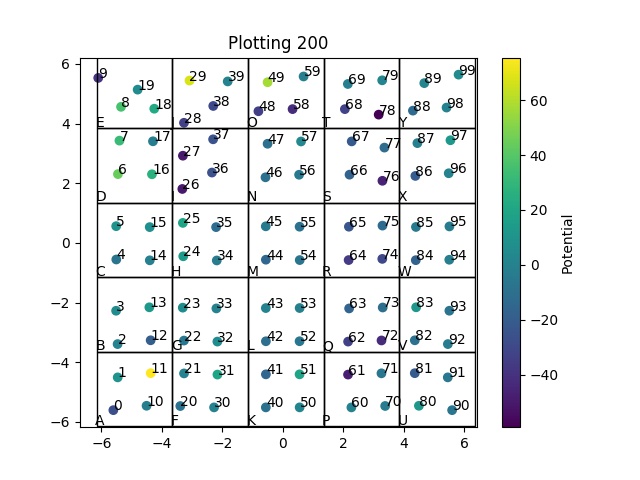 Plotting 200
6 9 19 29 39 49 59 69 79 89 99
8 18 28 38 48 58 68 78 88 98 60
4 E I O T Y
7 17 27 37 47 57 67 77 87 97 40
6 16 26 36 46 56 66 76 86 96
2 D I N S X 20
5 15 25 35 45 55 65 75 85 95
0 4 14 24 34 44 54 64 74 84 94 0
C H M R W Potential
−2 3 13 23 33 43 53 63 73 83 93 −20
2 12 22 32 42 52 62 72 82 92
B G L Q V
−4 1 11 21 31 41 51 61 71 81 91 −40
0 10 20 30 40 50 60 70 80 90
−6 A F K P U
−6 −4 −2 0 2 4 6